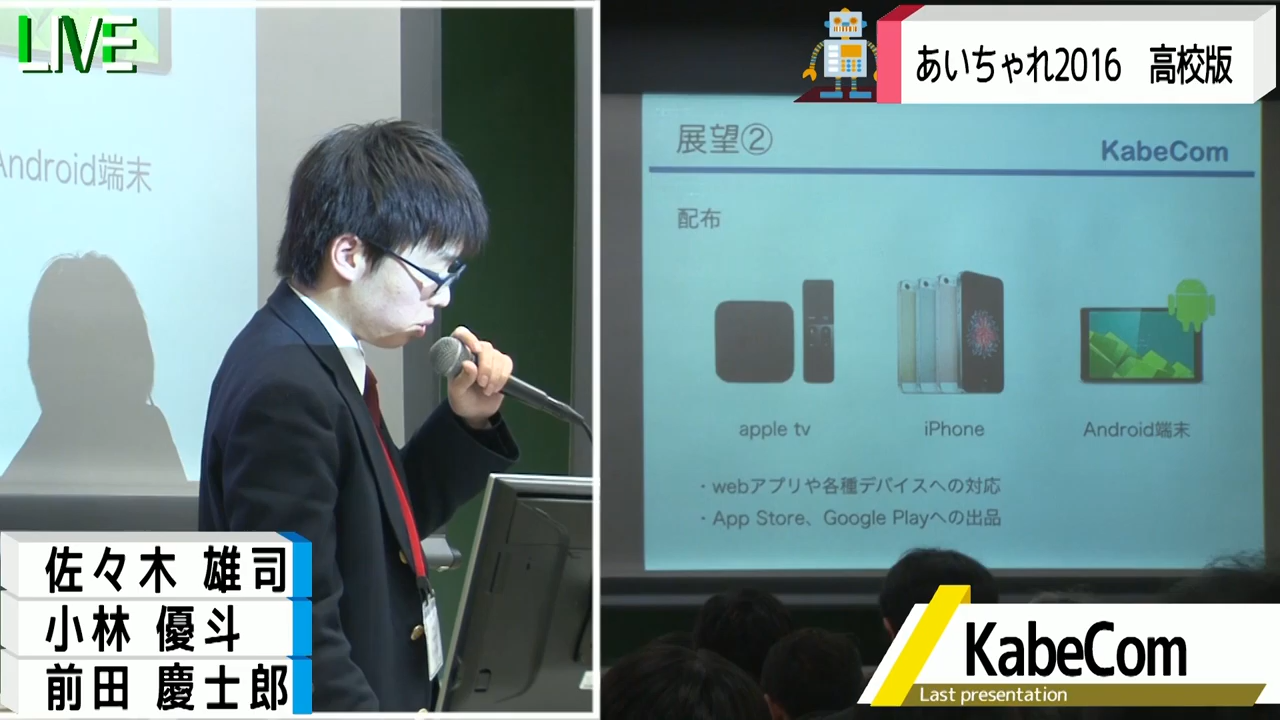 LIVE
あいちゃれ2016　高校版
Android端末
展望②
KabeCom
配布
apple tv
iPhone
Android端末
・webアプリや各種デバイスへの対応
・App Store、Google Playへの出品
佐々木 雄司
小林 優斗
前田 慶士郎
KabeCom
Last presentation